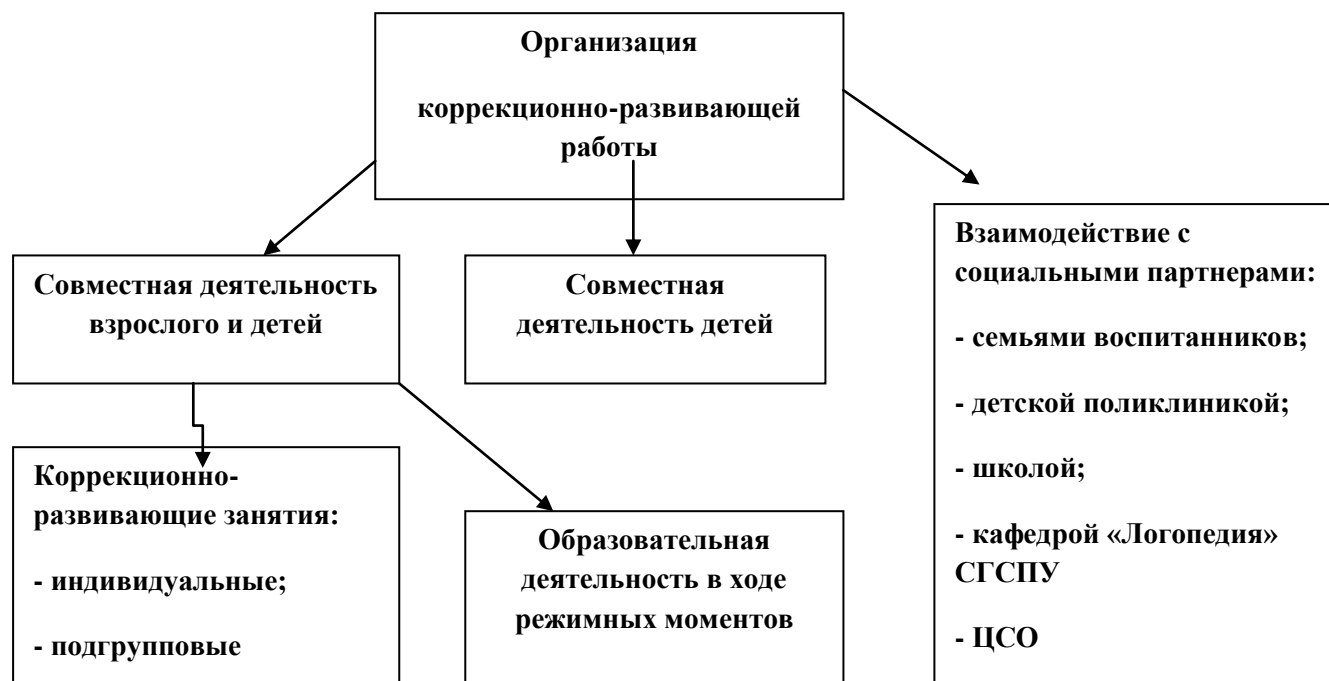 Организация
коррекционно-развивающей
работы
Совместная деятельность
взрослого и детей
Совместная
деятельность детей
Взаимодействие с
социальными партнерами:
- семьями воспитанников;
- детской поликлиникой;
- школой;
- кафедрой «Логопедия»
СГСПУ
- ЦСО
Коррекционно-
развивающие занятия:
- индивидуальные;
- подгрупповые
Образовательная
деятельность в ходе
режимных моментов